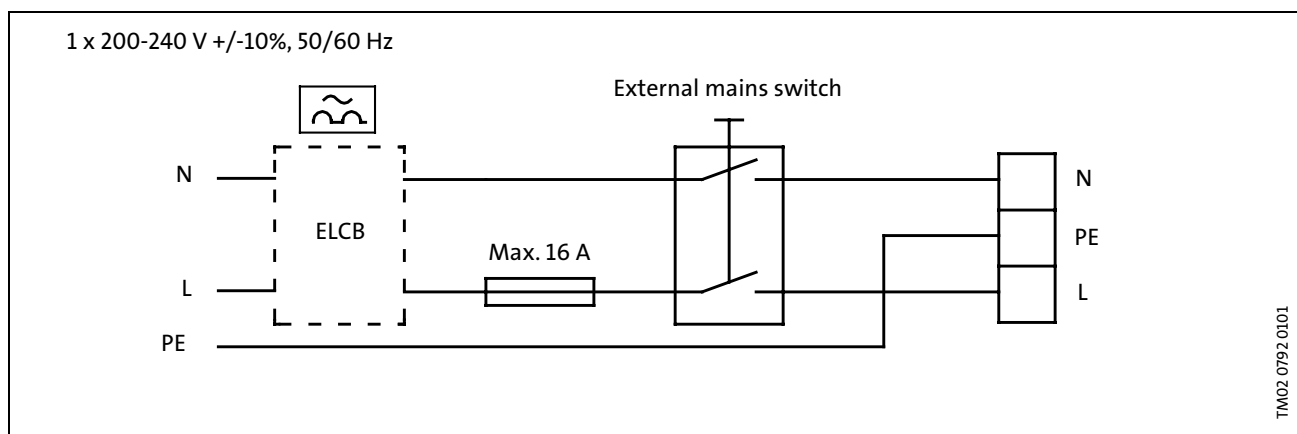 1 x 200-240 V +/-10%, 50/60 Hz
External mains switch
N
N
ELCB
PE
Max. 16 A
L
L
PE
TM02 0792 0101